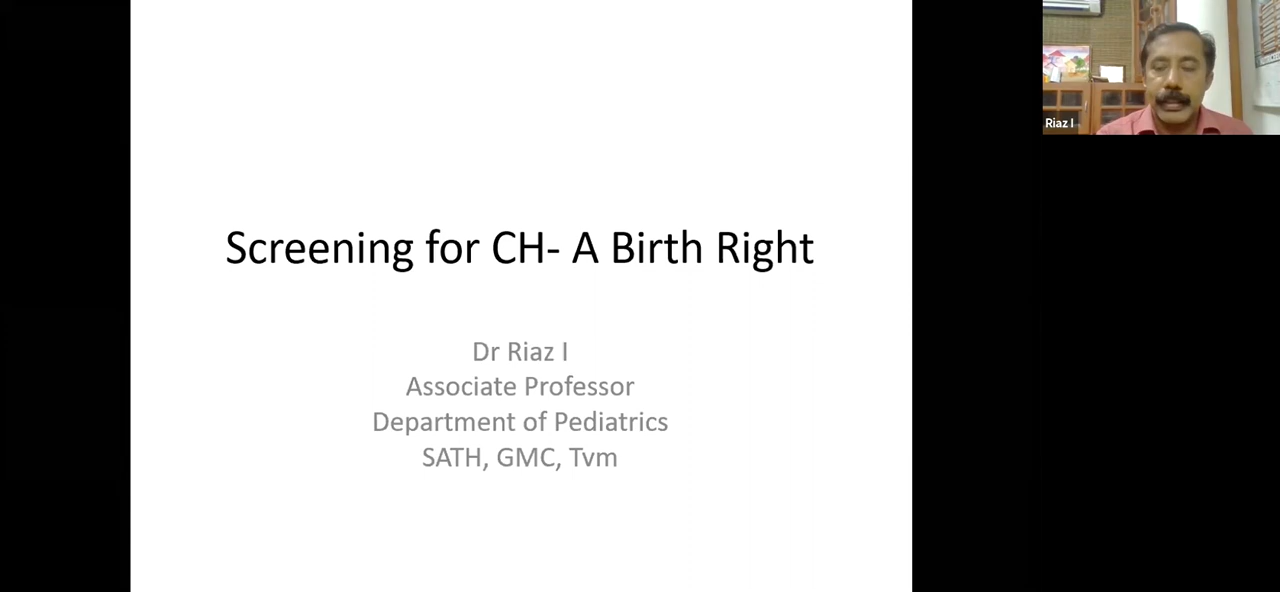 Screening for CH- A Birth Right
Dr Riaz I
Associate Professor
Department of Pediatrics
SATH, GMC, Tvm
Riaz I